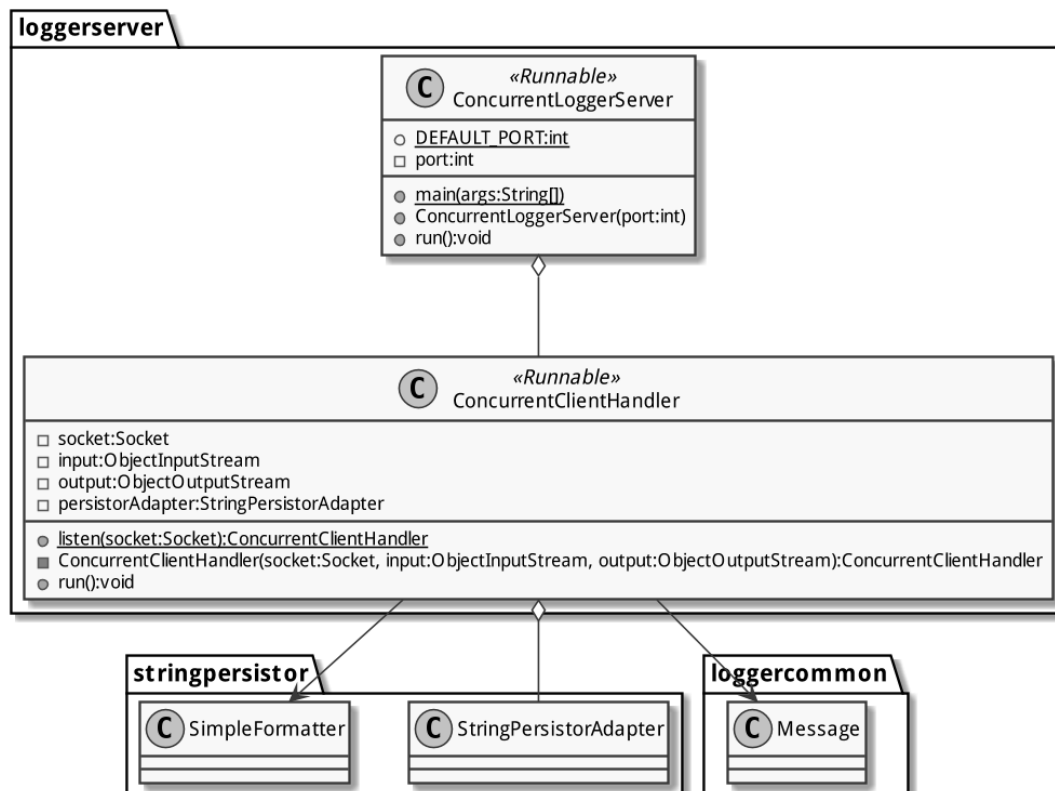 loggerserver
C
«Runnable»
ConcurrentLoggerServer
DEFAULT_PORT:int
port:int
main(args:String[])
ConcurrentLoggerServer(port:int)
run():void
C
«Runnable»
ConcurrentClientHandler
socket:Socket
input:ObjectInputStream
output:ObjectOutputStream
persistorAdapter:StringPersistorAdapter
listen(socket:Socket):ConcurrentClientHandler
ConcurrentClientHandler(socket:Socket, input:ObjectInputStream, output:ObjectOutputStream):ConcurrentClientHandler
run():void
stringpersistor
C SimpleFormatter
C StringPersistorAdapter
loggercommon
C Message